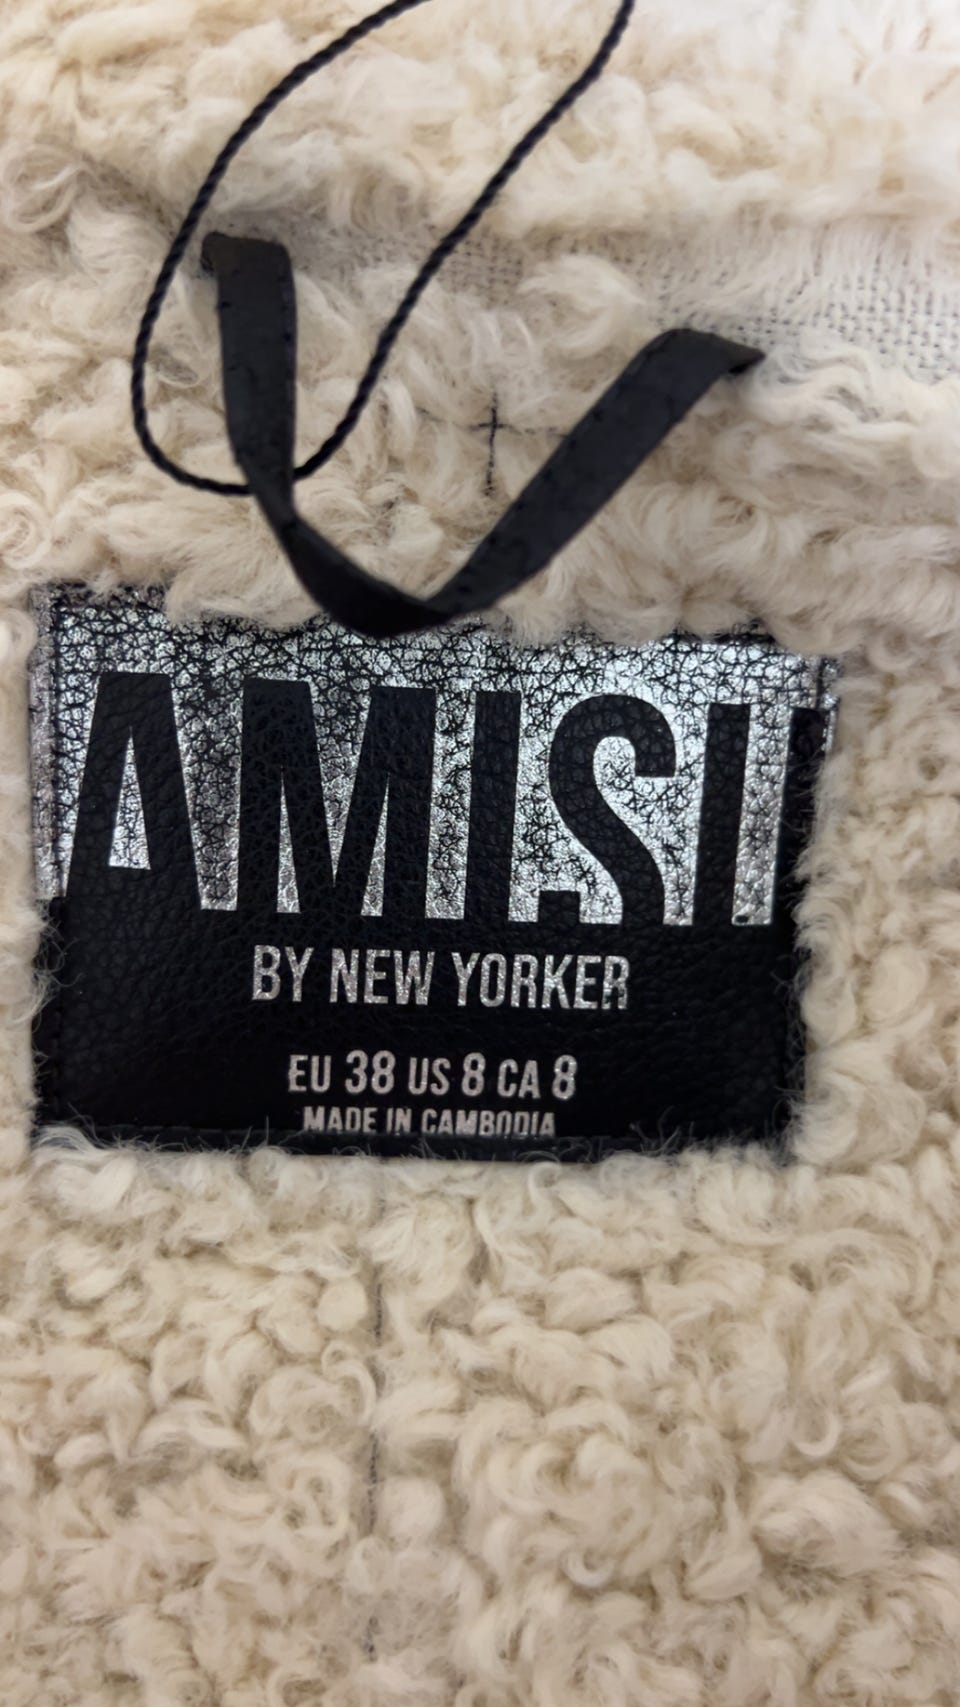 AMISU
BY NEW YORKER
EU 38 US 8 CA 8
MADE IN CAMBODIA